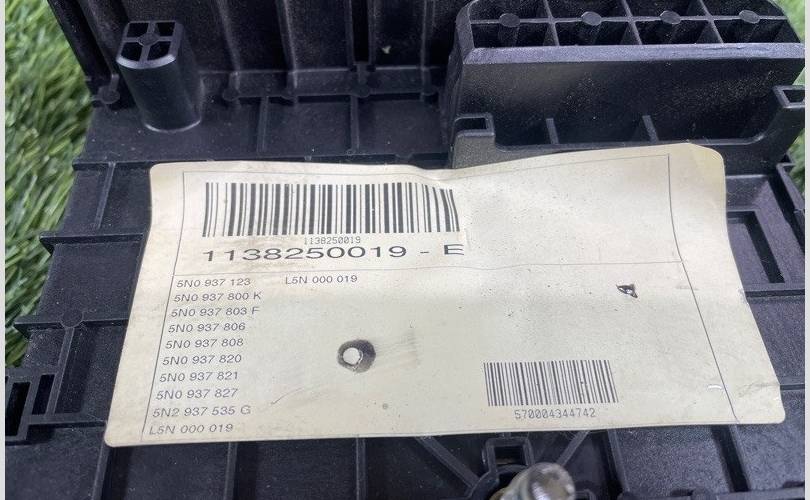 1138250019
1138250019 - E
5N0 937 123 L5N 000 019
5N0 937 800 K
5N0 937 803 F
5N0 937 806
5N0 937 808
5N0 937 820
5N0 937 821
5N0 937 827
5N2 937 535 G
L5N 000 019
570004344742